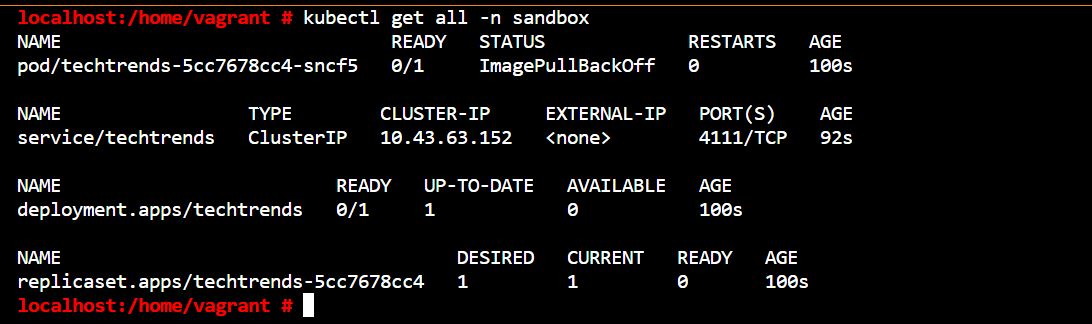 localhost:/home/vagrant # kubectl get all -n sandbox
NAME READY STATUS RESTARTS AGE
pod/techtrends-5cc7678cc4-sncf5 0/1 ImagePullBackOff 0 100s
NAME TYPE CLUSTER-IP EXTERNAL-IP PORT(S) AGE
service/techtrends ClusterIP 10.43.63.152 <none> 4111/TCP 92s
NAME READY UP-TO-DATE AVAILABLE AGE
deployment.apps/techtrends 0/1 1 0 100s
NAME DESIRED CURRENT READY AGE
replicaset.apps/techtrends-5cc7678cc4 1 1 0 100s
localhost:/home/vagrant #